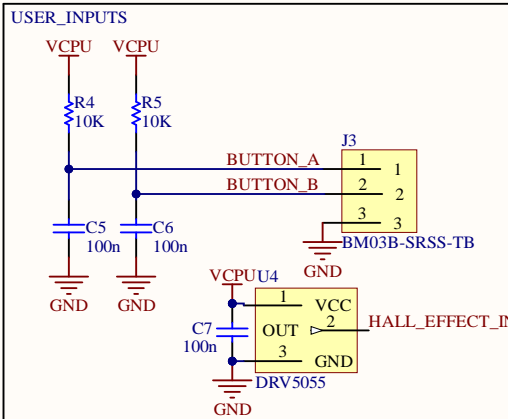 USER_INPUTS
VCPU VCPU
R4 R5
10K 10K
J3
BUTTON_A 1 1
BUTTON_B 2 2
3 3
C5 C6
100n 100n
BM03B-SRSS-TB
GND
GND GND
VCPU U4
1 VCC
C7 OUT 2 HALL_EFFECT_IN
100n
3 GND
DRV5055
GND